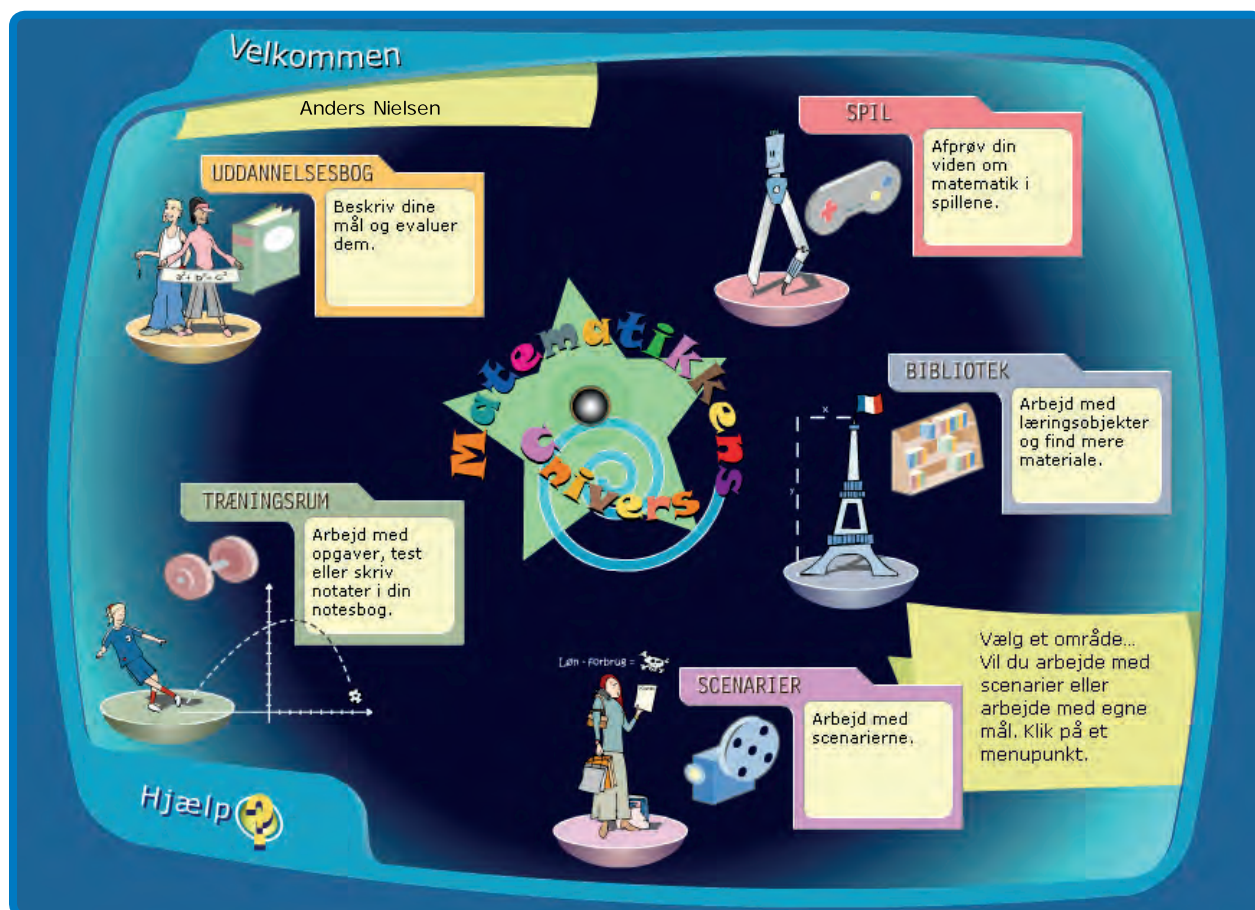 Velkommen
Anders Nielsen
UDDANNELSESBOG
Beskriv dine
mål og evaluer
dem.
a²+b²=c²
SPIL
Afprøv din
viden om
matematik i
spillene.
Matematikkens
Univers
BIBLIOTEK
Arbejd med
læringsobjekter
og find mere
materiale.
x
y
TRÆNINGSRUM
Arbejd med
opgaver, test
eller skriv
notater i din
notesbog.
Løn - forbrug =
SCENARIER
Arbejd med
scenarierne.
Vælg et område...
Vil du arbejde med
scenarier eller
arbejde med egne
mål. Klik på et
menupunkt.
Hjælp ?